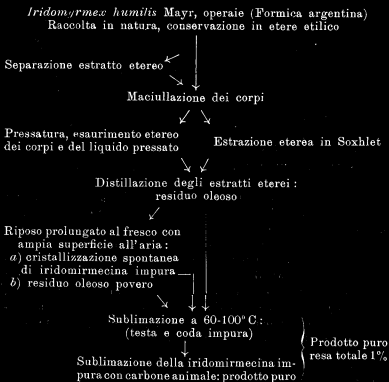 Iridomyrmex humilis Mayr, operaie (Formica argentina)
Raccolta in natura, conservazione in etere etilico
Separazione estratto etereo
Maciullazione dei corpi
Pressatura, esaurimento etereo
dei corpi e del liquido pressato
Estrazione eterea in Soxhlet
Distillazione degli estratti eterei:
residuo oleoso
Riposo prolungato al fresco con
ampia superficie all'aria:
a) cristallizzazione spontanea
di iridomirmecina impura
b) residuo oleoso povero
Sublimazione a 60-100° C:
(testa e coda impura)
Prodotto puro
resa totale 1%
Sublimazione della iridomirmecina im-
pura con carbone animale: prodotto puro